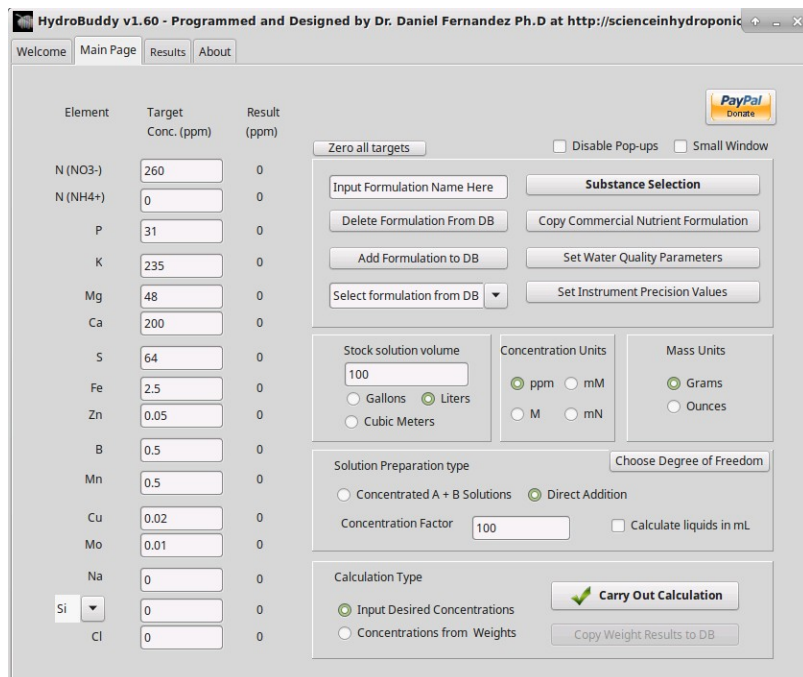 HydroBuddy v1.60 - Programmed and Designed by Dr. Daniel Fernandez Ph.D at http://scienceinhydroponic
Welcome Main Page Results About
PayPal
Donate
Element Target Conc. (ppm) Result (ppm)
Zero all targets Disable Pop-ups Small Window
N (NO3-) 260 0
N (NH4+) 0 0
P 31 0
K 235 0
Mg 48 0
Ca 200 0
S 64 0
Fe 2.5 0
Zn 0.05 0
B 0.5 0
Mn 0.5 0
Cu 0.02 0
Mo 0.01 0
Na 0 0
Si 0 0
Cl 0 0
Input Formulation Name Here Substance Selection
Delete Formulation From DB Copy Commercial Nutrient Formulation
Add Formulation to DB Set Water Quality Parameters
Select formulation from DB Set Instrument Precision Values
Stock solution volume
100
Gallons Liters
Cubic Meters
Concentration Units
ppm mM
M mN
Mass Units
Grams
Ounces
Solution Preparation type Choose Degree of Freedom
Concentrated A + B Solutions Direct Addition
Concentration Factor 100 Calculate liquids in mL
Calculation Type
Input Desired Concentrations
Concentrations from Weights
Carry Out Calculation
Copy Weight Results to DB